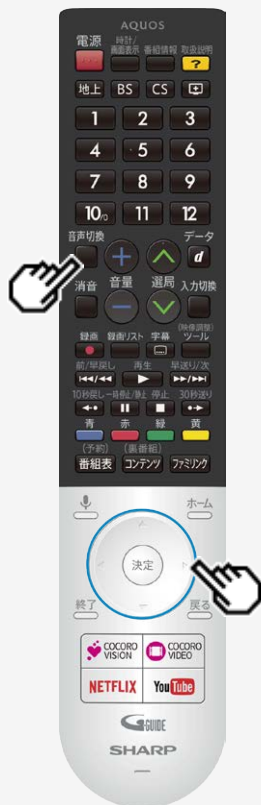 AQUOS
電源 時計/画面表示 番組情報 取扱説明
?
地上 BS CS
1 2 3
4 5 6
7 8 9
10/0 11 12
音声切換 データ
+ d
消音 音量 選局 入力切換
−
(映像調整)
録画 録画リスト 字幕 ツール
前/早戻し 再生 早送り/次
10秒戻し 一時停止/静止 停止 30秒送り
青 赤 緑 黄
(予約) (裏番組)
番組表 コンテンツ ファミリンク
ホーム
決定
終了 戻る
COCORO VISION COCORO VIDEO
NETFLIX YouTube
G-GUIDE
SHARP